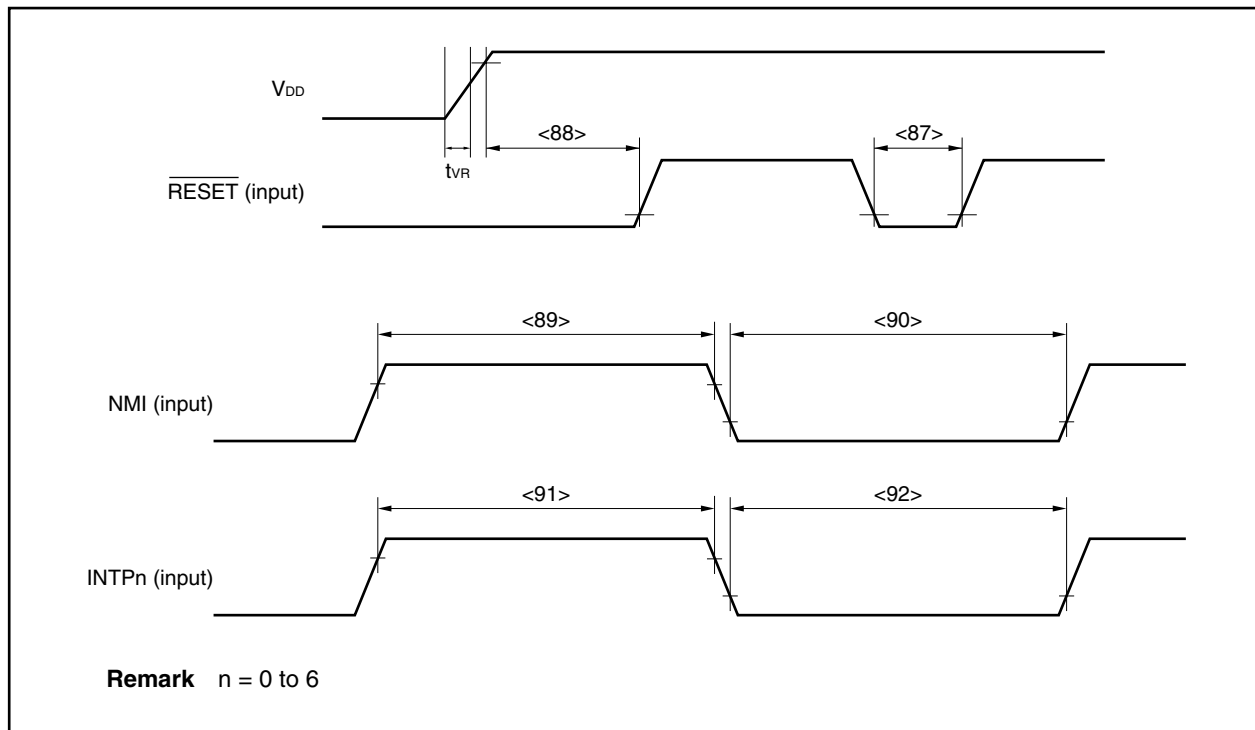 VDD
<88>
<87>
tVR
RESET (input)
<89>
<90>
NMI (input)
<91>
<92>
INTPn (input)
Remark n = 0 to 6